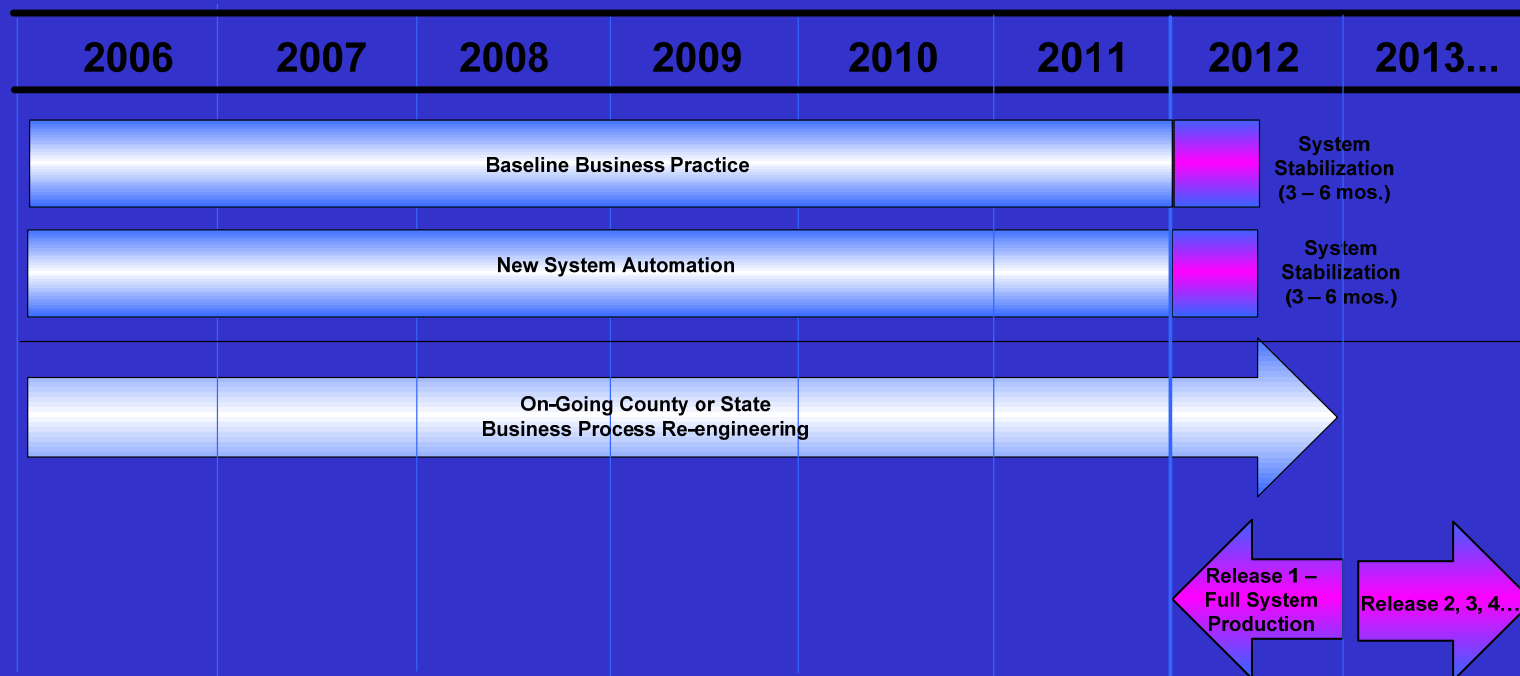 2006 2007 2008 2009 2010 2011 2012 2013...
Baseline Business Practice
System
Stabilization
(3 – 6 mos.)
New System Automation
System
Stabilization
(3 – 6 mos.)
On-Going County or State
Business Process Re-engineering
Release 1 –
Full System
Production
Release 2, 3, 4...